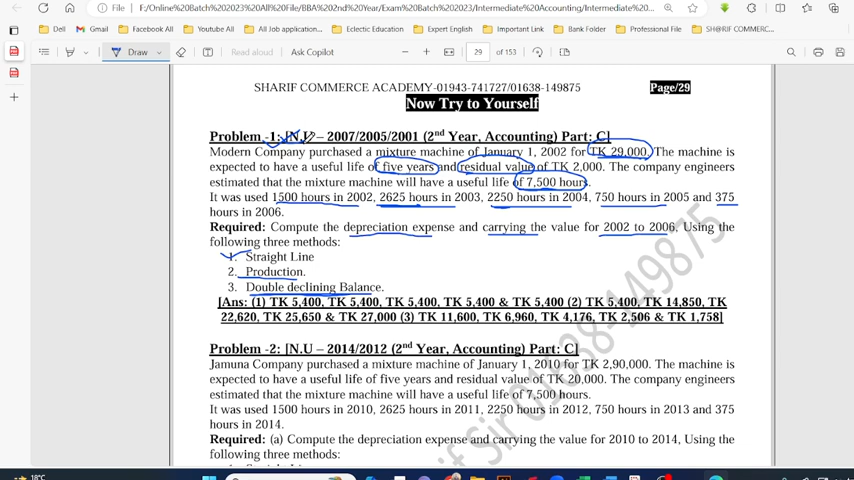 File | F:/Online%20Batch%202023/All%20File/BBA%202nd%20Year/Exam%20Batch%202023/Intermediate%20Accounting/Intermediate%20...
Dell Gmail Facebook All YouTube All Job application... Eclectic Education Expert English Important Link Bank Folder Professional File SH@RIF COMMERC...
Draw Read aloud Ask Copilot 29 of 153
SHARIF COMMERCE ACADEMY-01943-741727/01638-149875 Page/29
Now Try to Yourself
Problem -1: [N.U – 2007/2005/2001 (2nd Year, Accounting) Part: C]
Modern Company purchased a mixture machine of January 1, 2002 for TK 29,000. The machine is
expected to have a useful life of five years and residual value of TK 2,000. The company engineers
estimated that the mixture machine will have a useful life of 7,500 hours.
It was used 1500 hours in 2002, 2625 hours in 2003, 2250 hours in 2004, 750 hours in 2005 and 375
hours in 2006.
Required: Compute the depreciation expense and carrying the value for 2002 to 2006, Using the
following three methods:
1. Straight Line
2. Production.
3. Double declining Balance.
[Ans: (1) TK 5,400, TK 5,400, TK 5,400, TK 5,400 & TK 5,400 (2) TK 5,400, TK 14,850, TK
22,620, TK 25,650 & TK 27,000 (3) TK 11,600, TK 6,960, TK 4,176, TK 2,506 & TK 1,758]
Problem -2: [N.U – 2014/2012 (2nd Year, Accounting) Part: C]
Jamuna Company purchased a mixture machine of January 1, 2010 for TK 2,90,000. The machine is
expected to have a useful life of five years and residual value of TK 20,000. The company engineers
estimated that the mixture machine will have a useful life of 7,500 hours.
It was used 1500 hours in 2010, 2625 hours in 2011, 2250 hours in 2012, 750 hours in 2013 and 375
hours in 2014.
Required: (a) Compute the depreciation expense and carrying the value for 2010 to 2014, Using the
following three methods:
if Sir 01638-149875
18°C